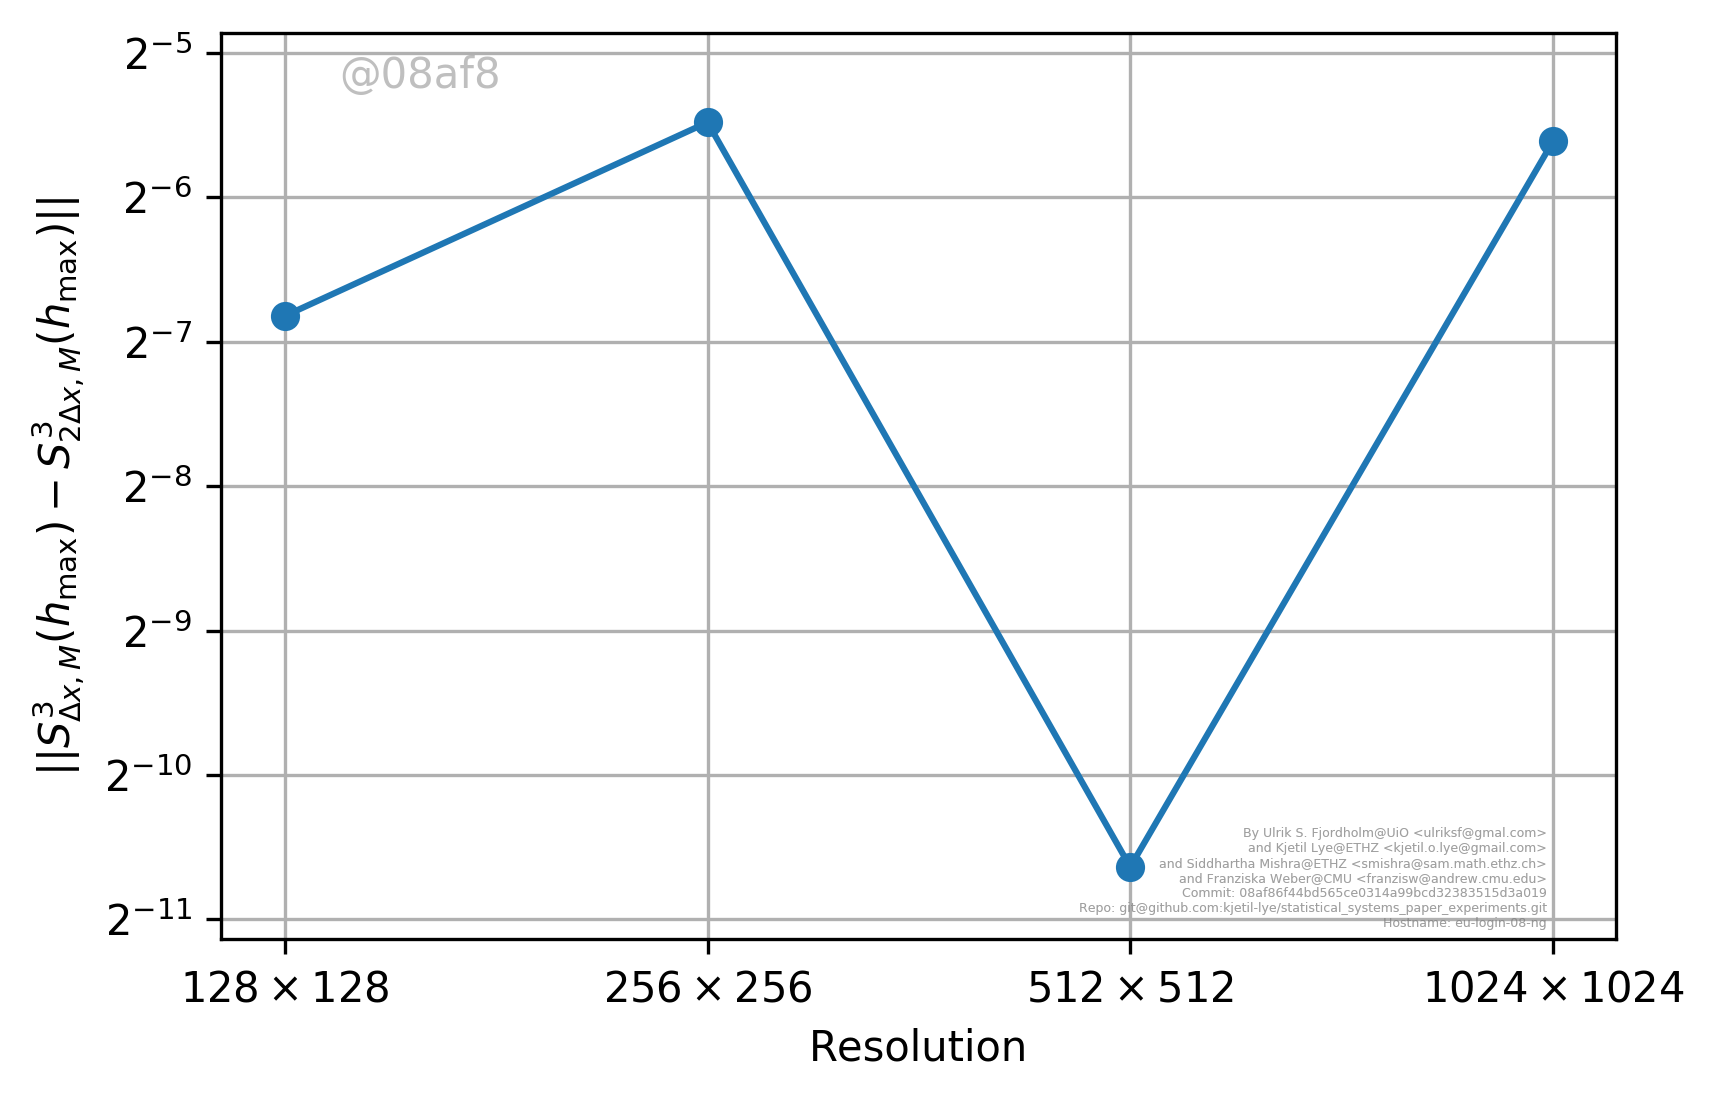 2⁻⁵
@08af8
2⁻⁶
2⁻⁷
2⁻⁸
2⁻⁹
2⁻¹⁰
2⁻¹¹
||S³_{Δx,M}(h_max) − S³_{2Δx,M}(h_max)||
By Ulrik S. Fjordholm@UiO <ulriksf@gmal.com>
and Kjetil Lye@ETHZ <kjetil.o.lye@gmail.com>
and Siddhartha Mishra@ETHZ <smishra@sam.math.ethz.ch>
and Franziska Weber@CMU <franzisw@andrew.cmu.edu>
Commit: 08af86f44bd565ce0314a99bcd32383515d3a019
Repo: git@github.com:kjetil-lye/statistical_systems_paper_experiments.git
Hostname: eu-login-08-ng
128 × 128 256 × 256 512 × 512 1024 × 1024
Resolution